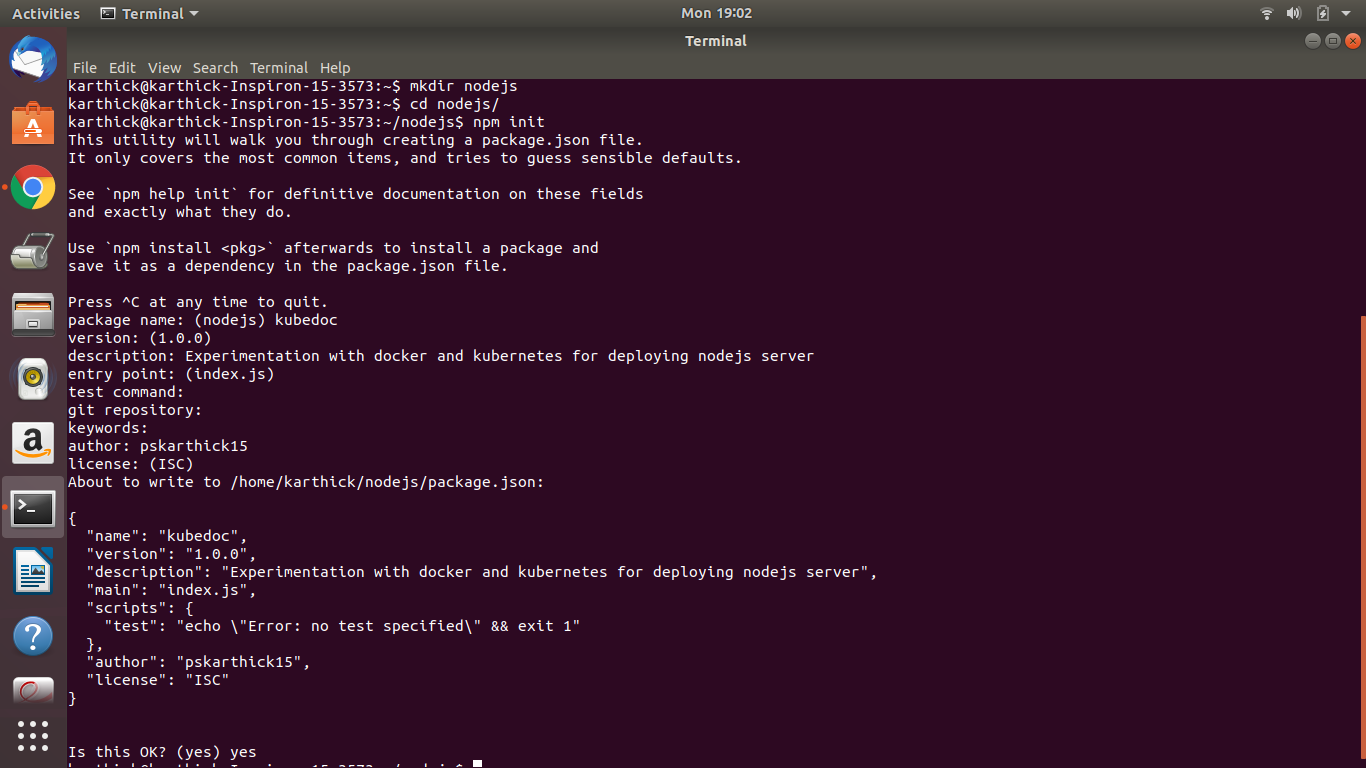 Activities Terminal Mon 19:02
Terminal
File Edit View Search Terminal Help
karthick@karthick-Inspiron-15-3573:~$ mkdir nodejs
karthick@karthick-Inspiron-15-3573:~$ cd nodejs/
karthick@karthick-Inspiron-15-3573:~/nodejs$ npm init
This utility will walk you through creating a package.json file.
It only covers the most common items, and tries to guess sensible defaults.
See `npm help init` for definitive documentation on these fields
and exactly what they do.
Use `npm install <pkg>` afterwards to install a package and
save it as a dependency in the package.json file.
Press ^C at any time to quit.
package name: (nodejs) kubedoc
version: (1.0.0)
description: Experimentation with docker and kubernetes for deploying nodejs server
entry point: (index.js)
test command:
git repository:
keywords:
author: pskarthick15
license: (ISC)
About to write to /home/karthick/nodejs/package.json:
{
  "name": "kubedoc",
  "version": "1.0.0",
  "description": "Experimentation with docker and kubernetes for deploying nodejs server",
  "main": "index.js",
  "scripts": {
    "test": "echo \"Error: no test specified\" && exit 1"
  },
  "author": "pskarthick15",
  "license": "ISC"
}
Is this OK? (yes) yes
karthick@karthick-Inspiron-15-3573:~/nodejs$